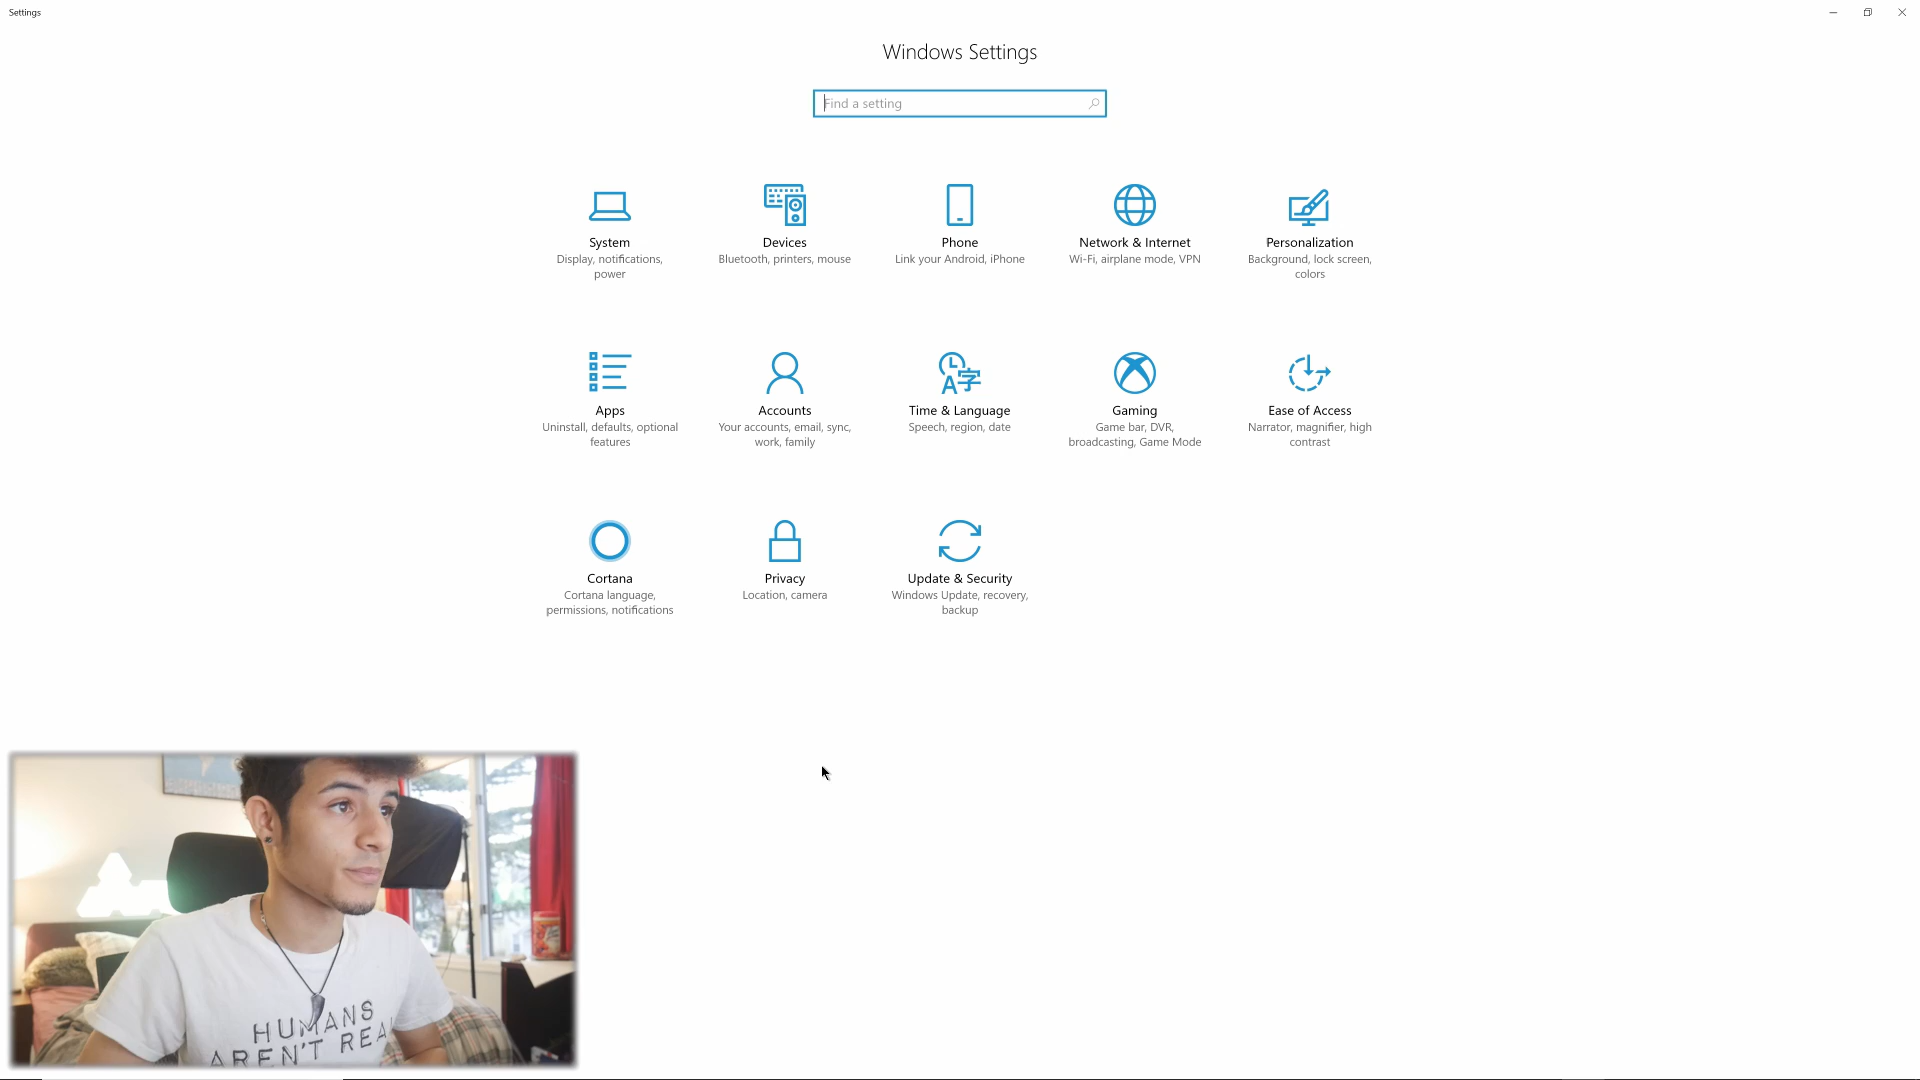 Settings
Windows Settings
Find a setting
System
Display, notifications,
power
Devices
Bluetooth, printers, mouse
Phone
Link your Android, iPhone
Network & Internet
Wi-Fi, airplane mode, VPN
Personalization
Background, lock screen,
colors
Apps
Uninstall, defaults, optional
features
Accounts
Your accounts, email, sync,
work, family
Time & Language
Speech, region, date
Gaming
Game bar, DVR,
broadcasting, Game Mode
Ease of Access
Narrator, magnifier, high
contrast
Cortana
Cortana language,
permissions, notifications
Privacy
Location, camera
Update & Security
Windows Update, recovery,
backup
HUMANS
AREN'T REA